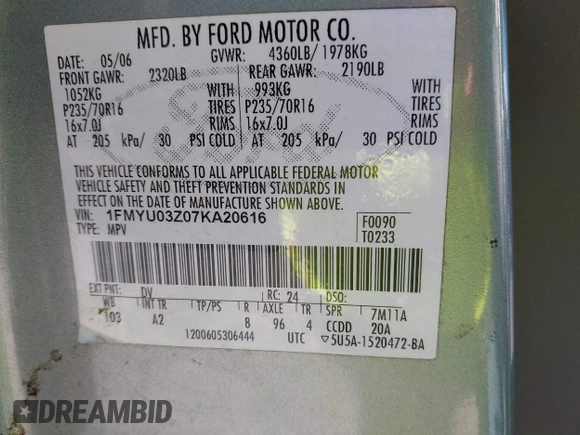 MFD. BY FORD MOTOR CO.
DATE: 05/06 GVWR: 4360LB/ 1978KG
FRONT GAWR: 2320LB REAR GAWR: 2190LB
1052KG WITH 993KG WITH
P235/70R16 TIRES P235/70R16 TIRES
16x7.0J RIMS 16x7.0J RIMS
AT 205 kPa/ 30 PSI COLD AT 205 kPa/ 30 PSI COLD
THIS VEHICLE CONFORMS TO ALL APPLICABLE FEDERAL MOTOR
VEHICLE SAFETY AND THEFT PREVENTION STANDARDS IN
EFFECT ON THE DATE OF MANUFACTURE SHOWN ABOVE.
VIN: 1FMYU03Z07KA20616 F0090
TYPE: MPV T0233
EXT PNT: DV RC: 24 DSO:
WB INT TR TP/PS R AXLE TR SPR 7M11A
103 A2 8 96 4 CCDD 20A
1200605306444 UTC ▽5U5A-1520472-BA
DREAMBID